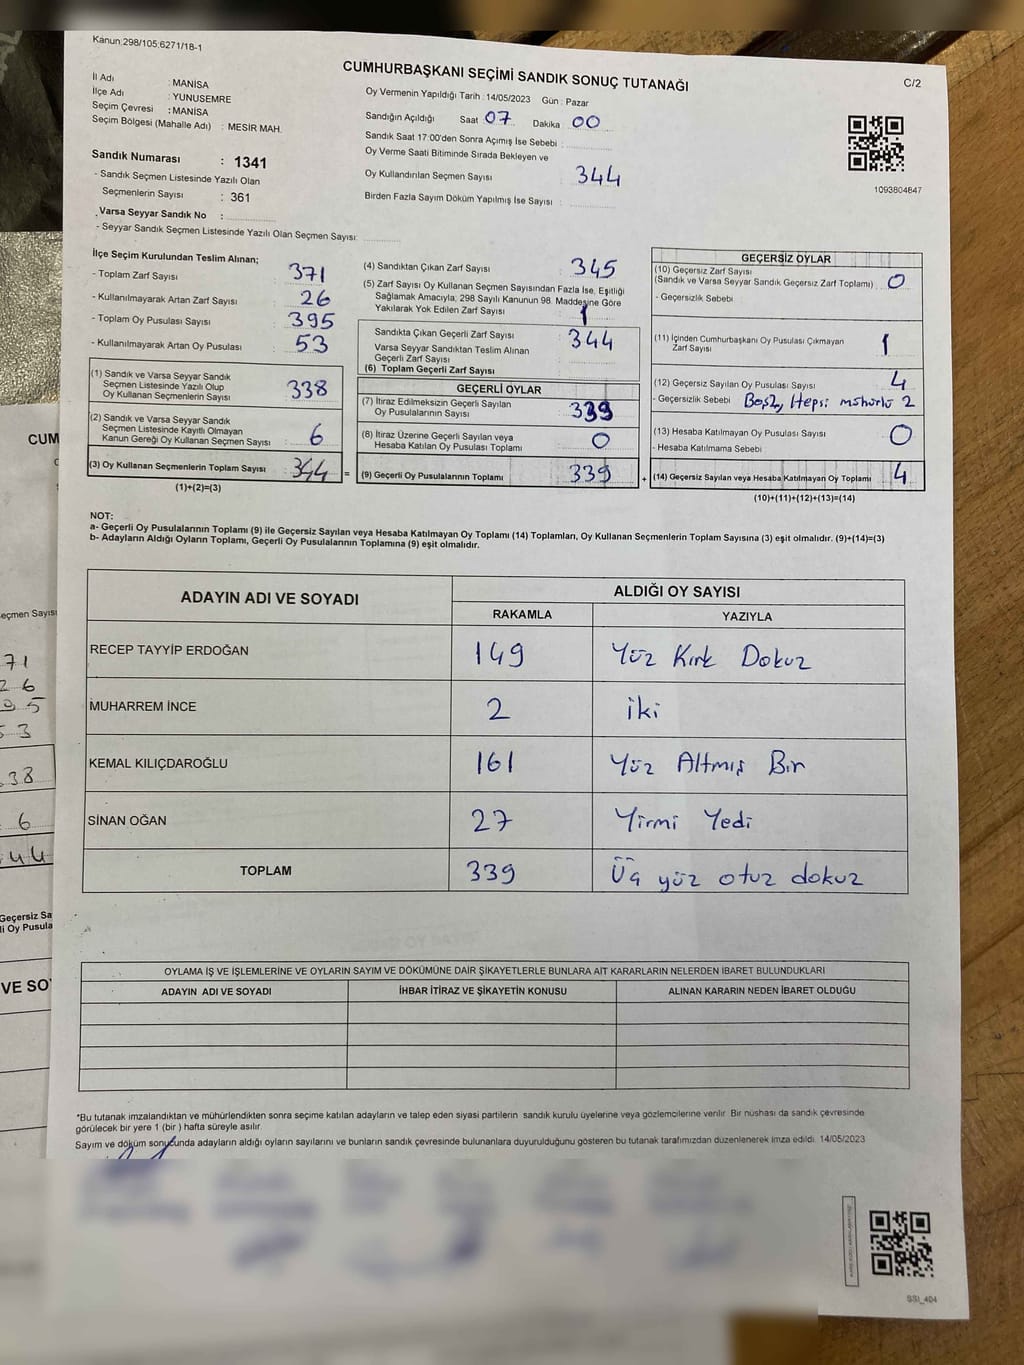 Kanun:298/105:6271/18-1
CUMHURBAŞKANI SEÇİMİ SANDIK SONUÇ TUTANAĞI
C/2
İl Adı : MANİSA
İlçe Adı : YUNUSEMRE
Seçim Çevresi : MANİSA
Seçim Bölgesi (Mahalle Adı) : MESİR MAH.
Oy Vermenin Yapıldığı Tarih : 14/05/2023 Gün : Pazar
Sandığın Açıldığı Saat 07 Dakika 00
Sandık Saat 17:00'den Sonra Açımış İse Sebebi :
Oy Verme Saati Bitiminde Sırada Bekleyen ve
Oy Kullandırılan Seçmen Sayısı 344
Birden Fazla Sayım Döküm Yapılmış İse Sayısı :
1093804847
Sandık Numarası : 1341
- Sandık Seçmen Listesinde Yazılı Olan
Seçmenlerin Sayısı : 361
. Varsa Seyyar Sandık No :
- Seyyar Sandık Seçmen Listesinde Yazılı Olan Seçmen Sayısı:
İlçe Seçim Kurulundan Teslim Alınan;
- Toplam Zarf Sayısı 371
- Kullanılmayarak Artan Zarf Sayısı 26
- Toplam Oy Pusulası Sayısı 395
- Kullanılmayarak Artan Oy Pusulası 53
(1) Sandık ve Varsa Seyyar Sandık
Seçmen Listesinde Yazılı Olup
Oy Kullanan Seçmenlerin Sayısı 338
(2) Sandık ve Varsa Seyyar Sandık
Seçmen Listesinde Kayıtlı Olmayan
Kanun Gereği Oy Kullanan Seçmen Sayısı 6
(3) Oy Kullanan Seçmenlerin Toplam Sayısı 344 =
(1)+(2)=(3)
(4) Sandıktan Çıkan Zarf Sayısı 345
(5) Zarf Sayısı Oy Kullanan Seçmen Sayısından Fazla İse, Eşitliği
Sağlamak Amacıyla; 298 Sayılı Kanunun 98. Maddesine Göre
Yakılarak Yok Edilen Zarf Sayısı 1
Sandıkta Çıkan Geçerli Zarf Sayısı 344
Varsa Seyyar Sandıktan Teslim Alınan
Geçerli Zarf Sayısı
(6) Toplam Geçerli Zarf Sayısı
GEÇERLİ OYLAR
(7) İtiraz Edilmeksizin Geçerli Sayılan
Oy Pusulalarının Sayısı 339
(8) İtiraz Üzerine Geçerli Sayılan veya
Hesaba Katılan Oy Pusulası Toplamı 0
(9) Geçerli Oy Pusulalarının Toplamı 339 +
GEÇERSİZ OYLAR
(10) Geçersiz Zarf Sayısı
(Sandık ve Varsa Seyyar Sandık Geçersiz Zarf Toplamı) 0
- Geçersizlik Sebebi
(11) İçinden Cumhurbaşkanı Oy Pusulası Çıkmayan
Zarf Sayısı 1
(12) Geçersiz Sayılan Oy Pusulası Sayısı 4
- Geçersizlik Sebebi Boş2, Hepsi mühürlü 2
(13) Hesaba Katılmayan Oy Pusulası Sayısı 0
- Hesaba Katılmama Sebebi
(14) Geçersiz Sayılan veya Hesaba Katılmayan Oy Toplamı 4
(10)+(11)+(12)+(13)=(14)
NOT:
a- Geçerli Oy Pusulalarının Toplamı (9) ile Geçersiz Sayılan veya Hesaba Katılmayan Oy Toplamı (14) Toplamları, Oy Kullanan Seçmenlerin Toplam Sayısına (3) eşit olmalıdır. (9)+(14)=(3)
b- Adayların Aldığı Oyların Toplamı, Geçerli Oy Pusulalarının Toplamına (9) eşit olmalıdır.
ADAYIN ADI VE SOYADI
ALDIĞI OY SAYISI
RAKAMLA YAZIYLA
RECEP TAYYİP ERDOĞAN 149 Yüz Kırk Dokuz
MUHARREM İNCE 2 iki
KEMAL KILIÇDAROĞLU 161 Yüz Altmış Bir
SİNAN OĞAN 27 Yirmi Yedi
TOPLAM 339 Üç yüz otuz dokuz
OYLAMA İŞ VE İŞLEMLERİNE VE OYLARIN SAYIM VE DÖKÜMÜNE DAİR ŞİKAYETLERLE BUNLARA AİT KARARLARIN NELERDEN İBARET BULUNDUKLARI
ADAYIN ADI VE SOYADI İHBAR İTİRAZ VE ŞİKAYETİN KONUSU ALINAN KARARIN NEDEN İBARET OLDUĞU
*Bu tutanak imzalandıktan ve mühürlendikten sonra seçime katılan adayların ve talep eden siyasi partilerin sandık kurulu üyelerine veya gözlemcilerine verilir. Bir nüshası da sandık çevresinde
görülecek bir yere 1 (bir ) hafta süreyle asılır.
Sayım ve döküm sonucunda adayların aldığı oyların sayılarını ve bunların sandık çevresinde bulunanlara duyurulduğunu gösteren bu tutanak tarafımızdan düzenlenerek imza edildi. 14/05/2023
SSI_404
CUM
eçmen Sayısı
71
26
95
53
38
6
44
Geçersiz Sa
li Oy Pusula
VE SO